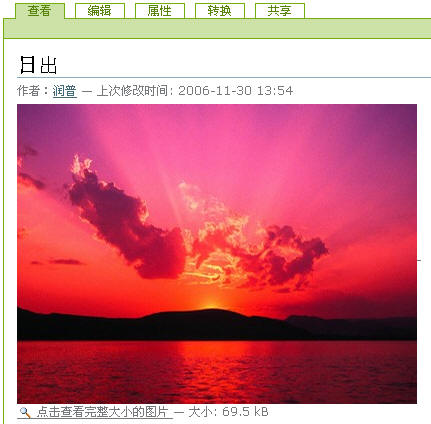 查看 编辑 属性 转换 共享
日出
作者：润普 — 上次修改时间: 2006-11-30 13:54
点击查看完整大小的图片 — 大小: 69.5 kB